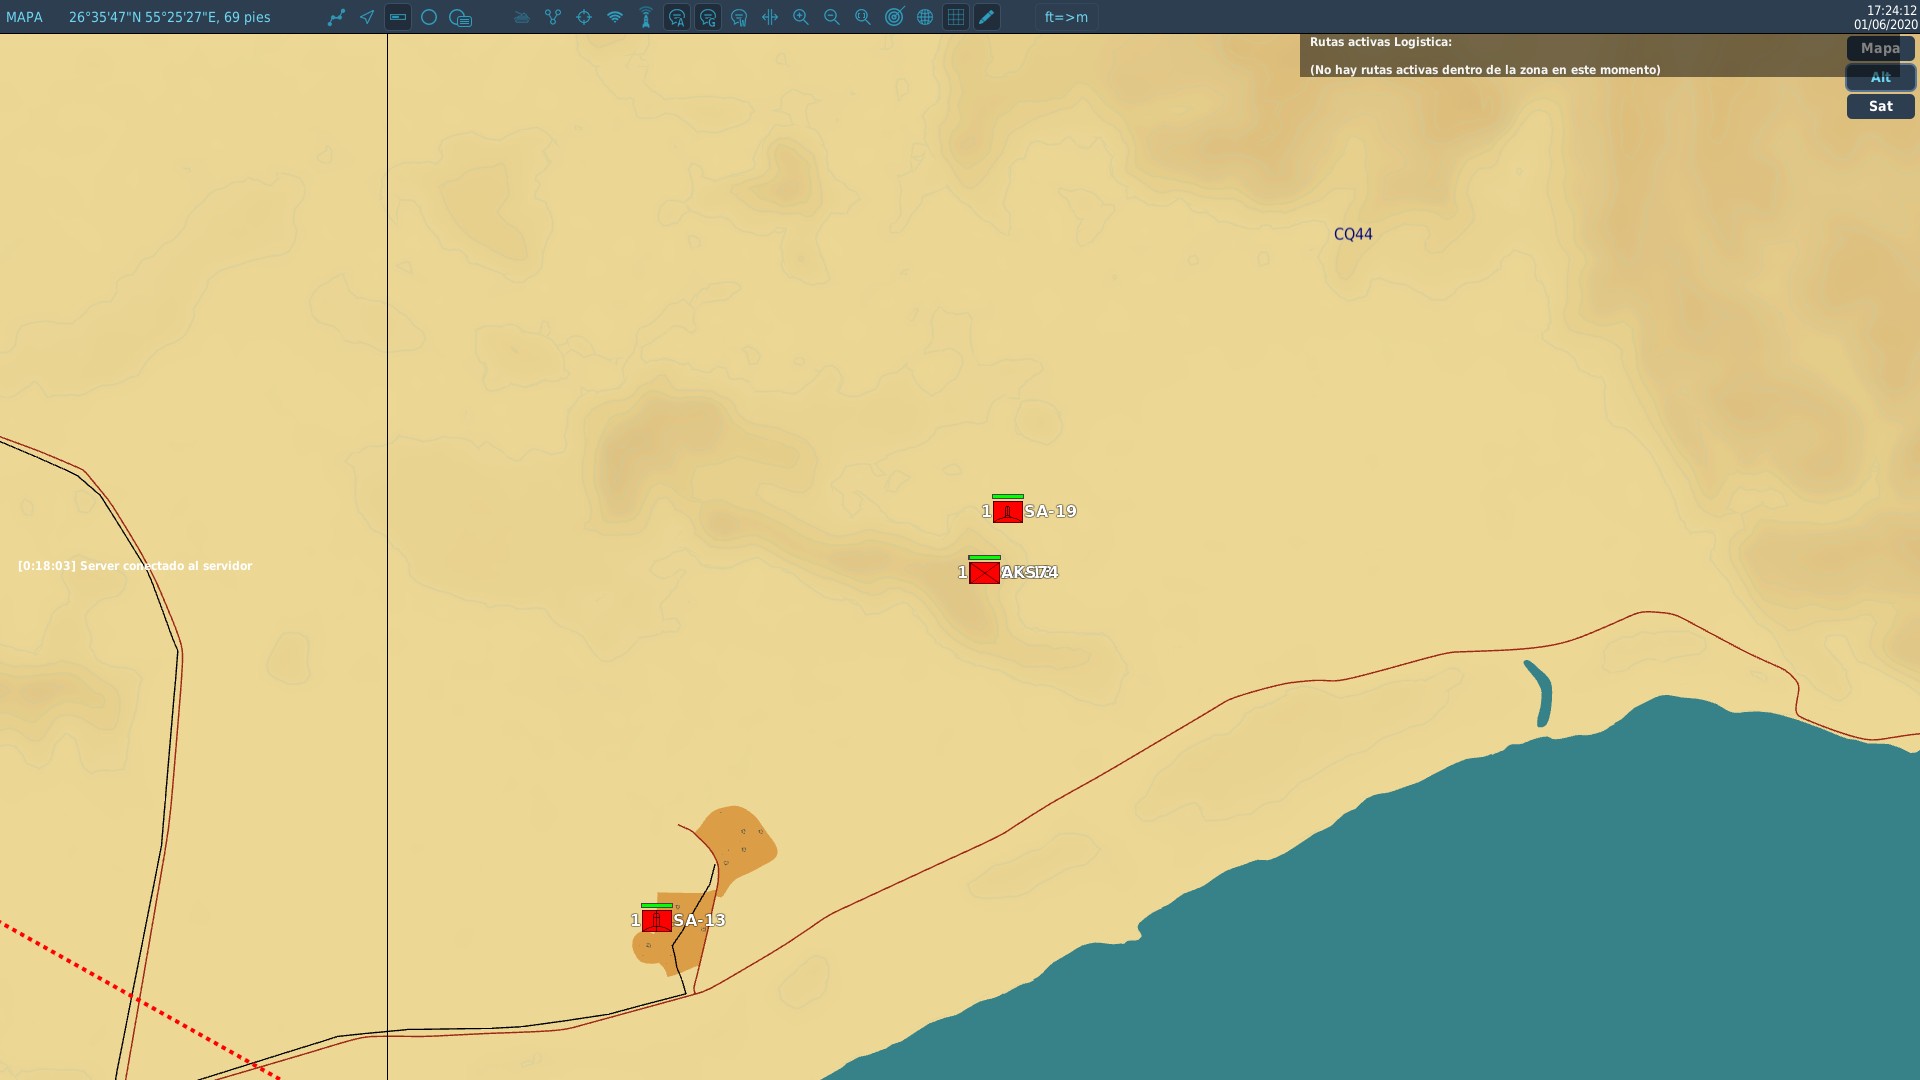 MAPA 26°35'47"N 55°25'27"E, 69 pies
ft=>m
17:24:12
01/06/2020
Rutas activas Logistica:
(No hay rutas activas dentro de la zona en este momento)
Mapa
Alt
Sat
CQ44
1 SA-19
[0:18:03] Server conectado al servidor
1
1 SA-13